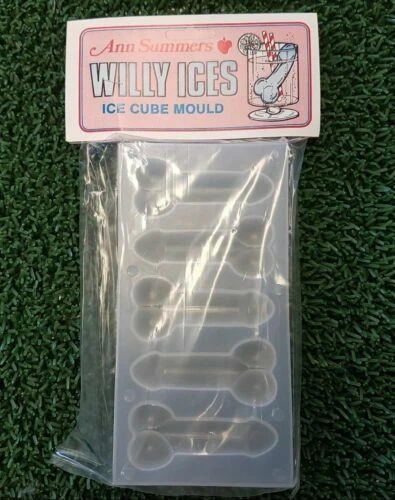 Ann Summers
WILLY ICES
ICE CUBE MOULD